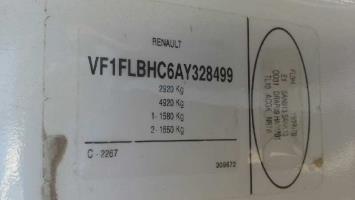 RENAULT
VF1FLBHC6AY328499
2920 Kg
4920 Kg
1- 1580 Kg
2- 1650 Kg
C - 2267
309672